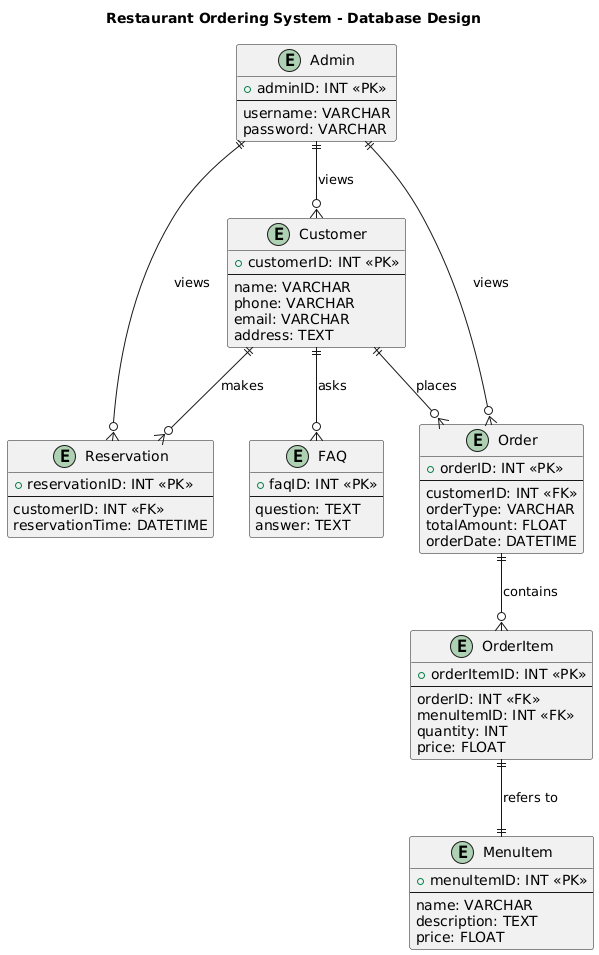 Restaurant Ordering System - Database Design
E Admin
adminID: INT «PK»
username: VARCHAR
password: VARCHAR
views
E Customer
customerID: INT «PK»
name: VARCHAR
phone: VARCHAR
email: VARCHAR
address: TEXT
views
views
makes
asks
places
E Reservation
reservationID: INT «PK»
customerID: INT «FK»
reservationTime: DATETIME
E FAQ
faqID: INT «PK»
question: TEXT
answer: TEXT
E Order
orderID: INT «PK»
customerID: INT «FK»
orderType: VARCHAR
totalAmount: FLOAT
orderDate: DATETIME
contains
E OrderItem
orderItemID: INT «PK»
orderID: INT «FK»
menuItemID: INT «FK»
quantity: INT
price: FLOAT
refers to
E MenuItem
menuItemID: INT «PK»
name: VARCHAR
description: TEXT
price: FLOAT